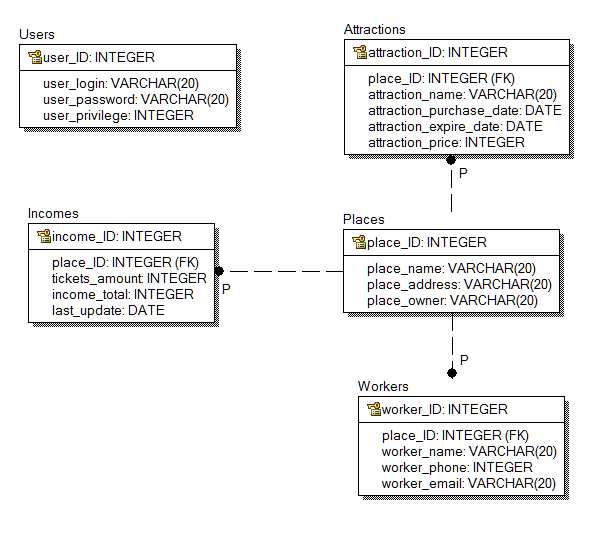 Users
user_ID: INTEGER
user_login: VARCHAR(20)
user_password: VARCHAR(20)
user_privilege: INTEGER
Attractions
attraction_ID: INTEGER
place_ID: INTEGER (FK)
attraction_name: VARCHAR(20)
attraction_purchase_date: DATE
attraction_expire_date: DATE
attraction_price: INTEGER
P
Incomes
income_ID: INTEGER
place_ID: INTEGER (FK)
tickets_amount: INTEGER
income_total: INTEGER
last_update: DATE
P
Places
place_ID: INTEGER
place_name: VARCHAR(20)
place_address: VARCHAR(20)
place_owner: VARCHAR(20)
P
Workers
worker_ID: INTEGER
place_ID: INTEGER (FK)
worker_name: VARCHAR(20)
worker_phone: INTEGER
worker_email: VARCHAR(20)